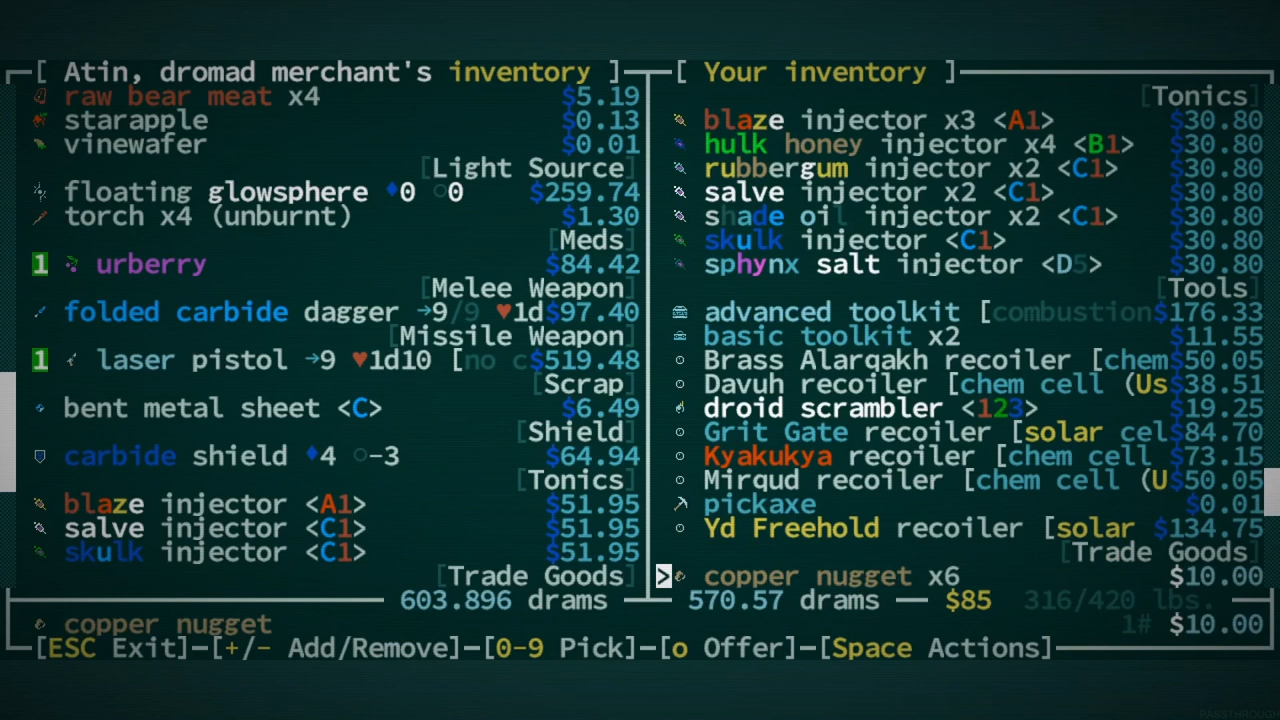 [ Atin, dromad merchant's inventory ]
raw bear meat x4 $5.19
starapple $0.13
vinewafer $0.01
[Light Source]
floating glowsphere ♦0 ○0 $259.74
torch x4 (unburnt) $1.30
[Meds]
1 urberry $84.42
[Melee Weapon]
folded carbide dagger →9/9 ♥1d $97.40
[Missile Weapon]
1 laser pistol →9 ♥1d10 [no c $519.48
[Scrap]
bent metal sheet <C> $6.49
[Shield]
carbide shield ♦4 ○-3 $64.94
[Tonics]
blaze injector <A1> $51.95
salve injector <C1> $51.95
skulk injector <C1> $51.95
[Trade Goods]
603.896 drams
[ Your inventory ]
[Tonics]
blaze injector x3 <A1> $30.80
hulk honey injector x4 <B1> $30.80
rubbergum injector x2 <C1> $30.80
salve injector x2 <C1> $30.80
shade oil injector x2 <C1> $30.80
skulk injector <C1> $30.80
sphynx salt injector <D5> $30.80
[Tools]
advanced toolkit [combustion $176.33
basic toolkit x2 $11.55
Brass Alarqakh recoiler [chem $50.05
Davuh recoiler [chem cell (Us $38.51
droid scrambler <123> $19.25
Grit Gate recoiler [solar cel $84.70
Kyakukya recoiler [chem cell $73.15
Mirqud recoiler [chem cell (U $50.05
pickaxe $0.01
Yd Freehold recoiler [solar $134.75
[Trade Goods]
> copper nugget x6 $10.00
570.57 drams — $85 316/420 lbs.
copper nugget 1# $10.00
[ESC Exit]-[+/- Add/Remove]-[0-9 Pick]-[o Offer]-[Space Actions]